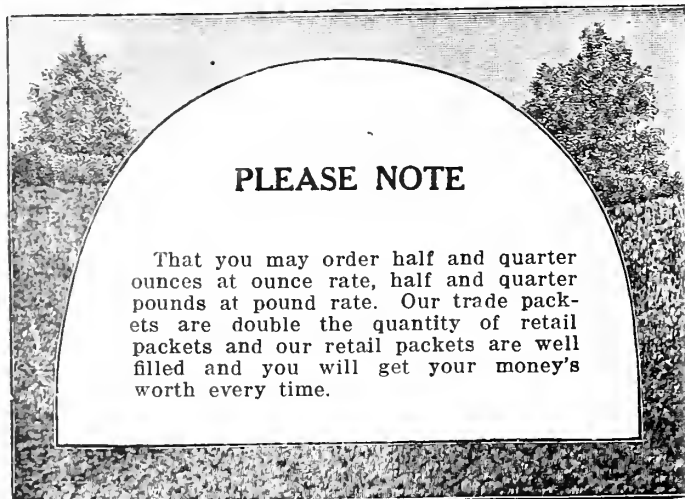 PLEASE NOTE
That you may order half and quarter
ounces at ounce rate, half and quarter
pounds at pound rate. Our trade pack-
ets are double the quantity of retail
packets and our retail packets are well
filled and you will get your money's
worth every time.